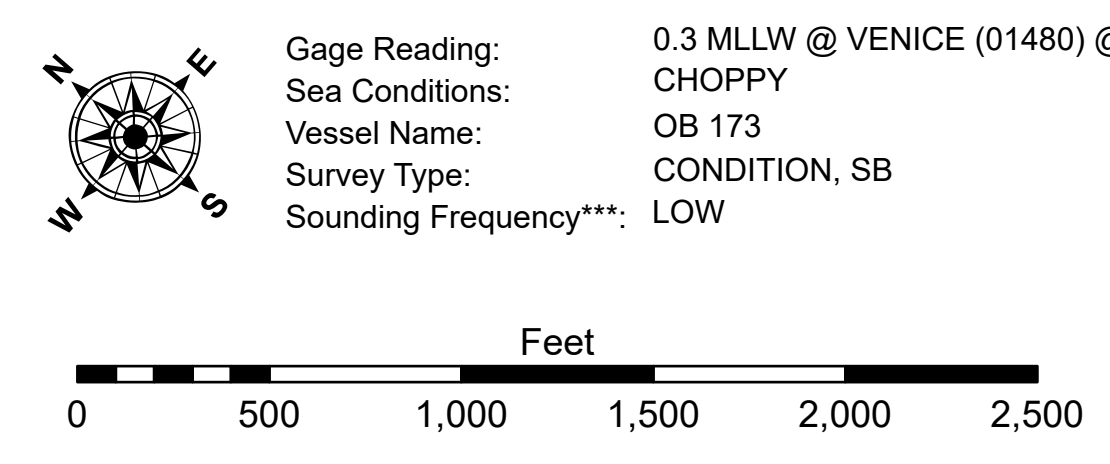 N E
W S
Gage Reading: 0.3 MLLW @ VENICE (01480) @
Sea Conditions: CHOPPY
Vessel Name: OB 173
Survey Type: CONDITION, SB
Sounding Frequency***: LOW
Feet
0 500 1,000 1,500 2,000 2,500